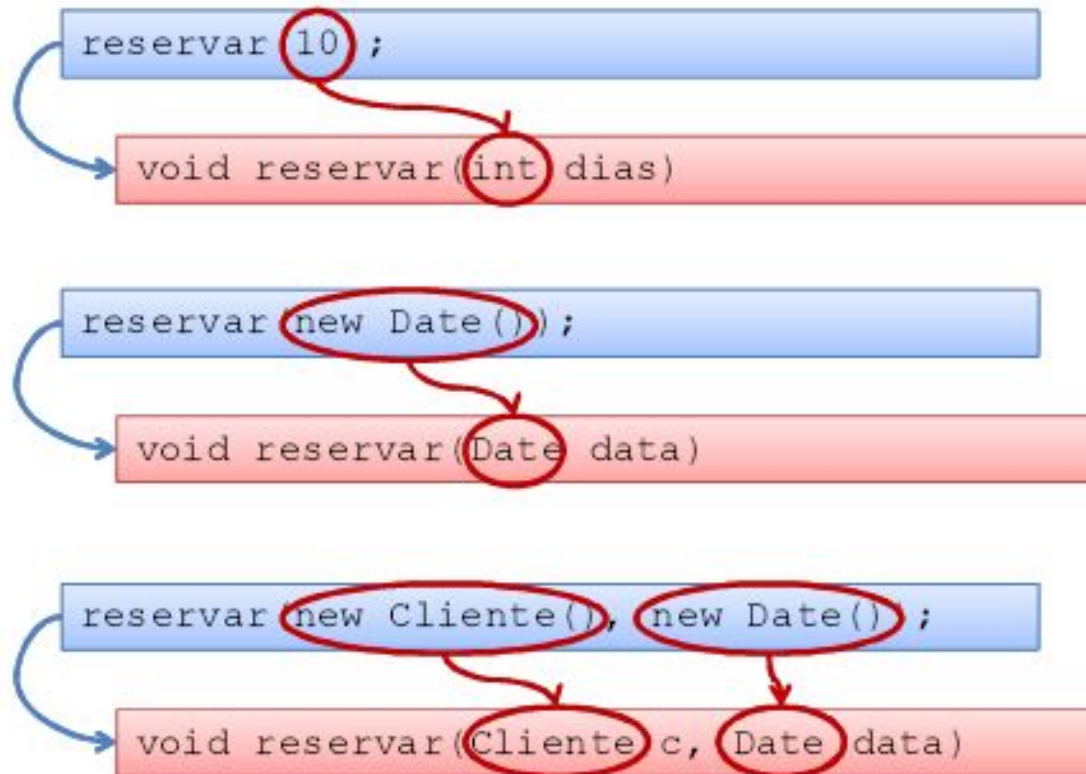 reservar(10);
void reservar(int dias)
reservar(new Date());
void reservar(Date data)
reservar(new Cliente(), new Date());
void reservar(Cliente c, Date data)